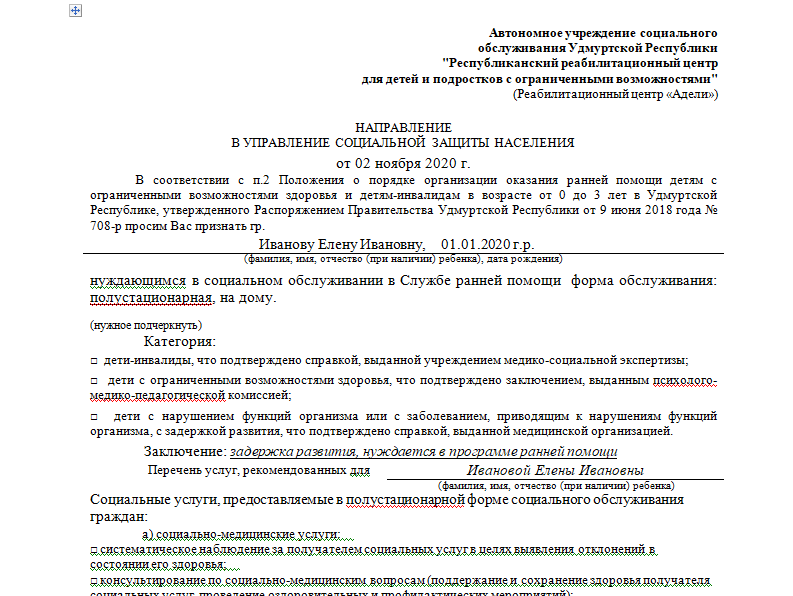 Автономное учреждение социального
обслуживания Удмуртской Республики
"Республиканский реабилитационный центр
для детей и подростков с ограниченными возможностями"
(Реабилитационный центр «Адели»)
НАПРАВЛЕНИЕ
В УПРАВЛЕНИЕ СОЦИАЛЬНОЙ ЗАЩИТЫ НАСЕЛЕНИЯ
от 02 ноября 2020 г.
В соответствии с п.2 Положения о порядке организации оказания ранней помощи детям с
ограниченными возможностями здоровья и детям-инвалидам в возрасте от 0 до 3 лет в Удмуртской
Республике, утвержденного Распоряжением Правительства Удмуртской Республики от 9 июня 2018 года №
708-р просим Вас признать гр.
Иванову Елену Ивановну, 01.01.2020 г.р.
(фамилия, имя, отчество (при наличии) ребенка), дата рождения)
нуждающимся в социальном обслуживании в Службе ранней помощи форма обслуживания:
полустационарная, на дому.
(нужное подчеркнуть)
Категория:
□ дети-инвалиды, что подтверждено справкой, выданной учреждением медико-социальной экспертизы;
□ дети с ограниченными возможностями здоровья, что подтверждено заключением, выданным психолого-
медико-педагогической комиссией;
□ дети с нарушением функций организма или с заболеванием, приводящим к нарушениям функций
организма, с задержкой развития, что подтверждено справкой, выданной медицинской организацией.
Заключение: задержка развития, нуждается в программе ранней помощи
Перечень услуг, рекомендованных для Ивановой Елены Ивановны
(фамилия, имя, отчество (при наличии) ребенка)
Социальные услуги, предоставляемые в полустационарной форме социального обслуживания
граждан:
а) социально-медицинские услуги:
□ систематическое наблюдение за получателем социальных услуг в целях выявления отклонений в
состоянии его здоровья;
□ консультирование по социально-медицинским вопросам (поддержание и сохранение здоровья получателя
социальных услуг, проведение оздоровительных и профилактических мероприятий);